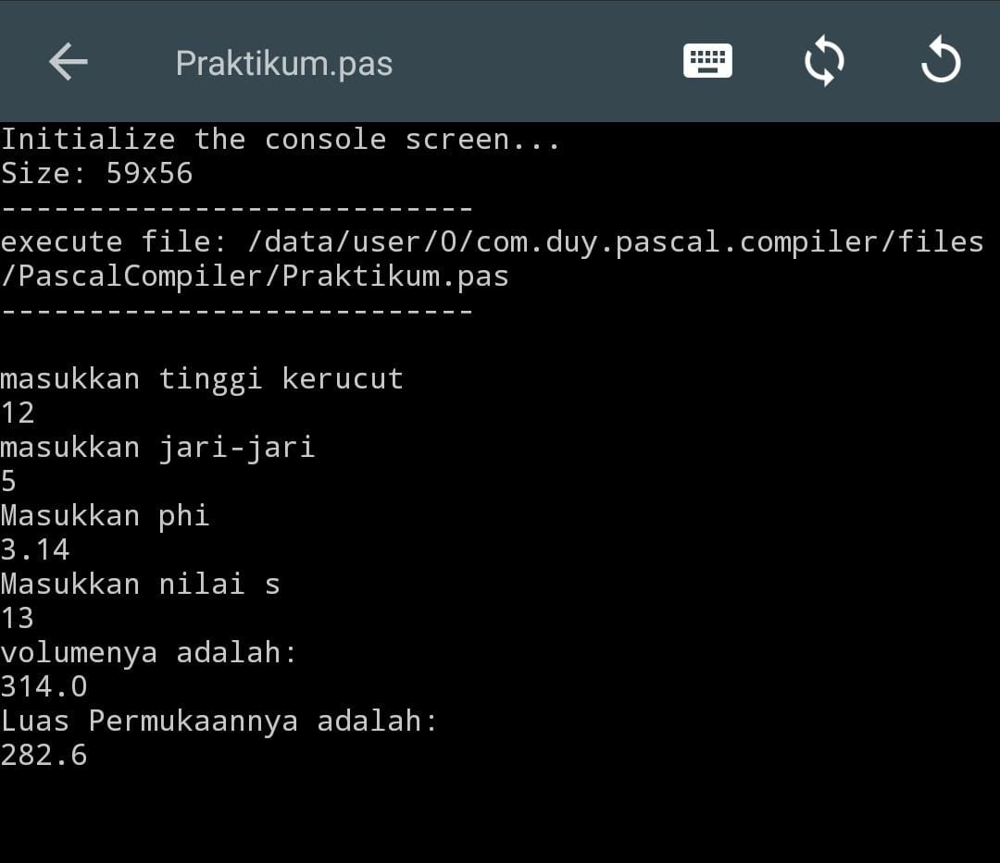 Praktikum.pas
Initialize the console screen...
Size: 59x56
---------------------------
execute file: /data/user/0/com.duy.pascal.compiler/files
/PascalCompiler/Praktikum.pas
---------------------------
masukkan tinggi kerucut
12
masukkan jari-jari
5
Masukkan phi
3.14
Masukkan nilai s
13
volumenya adalah:
314.0
Luas Permukaannya adalah:
282.6